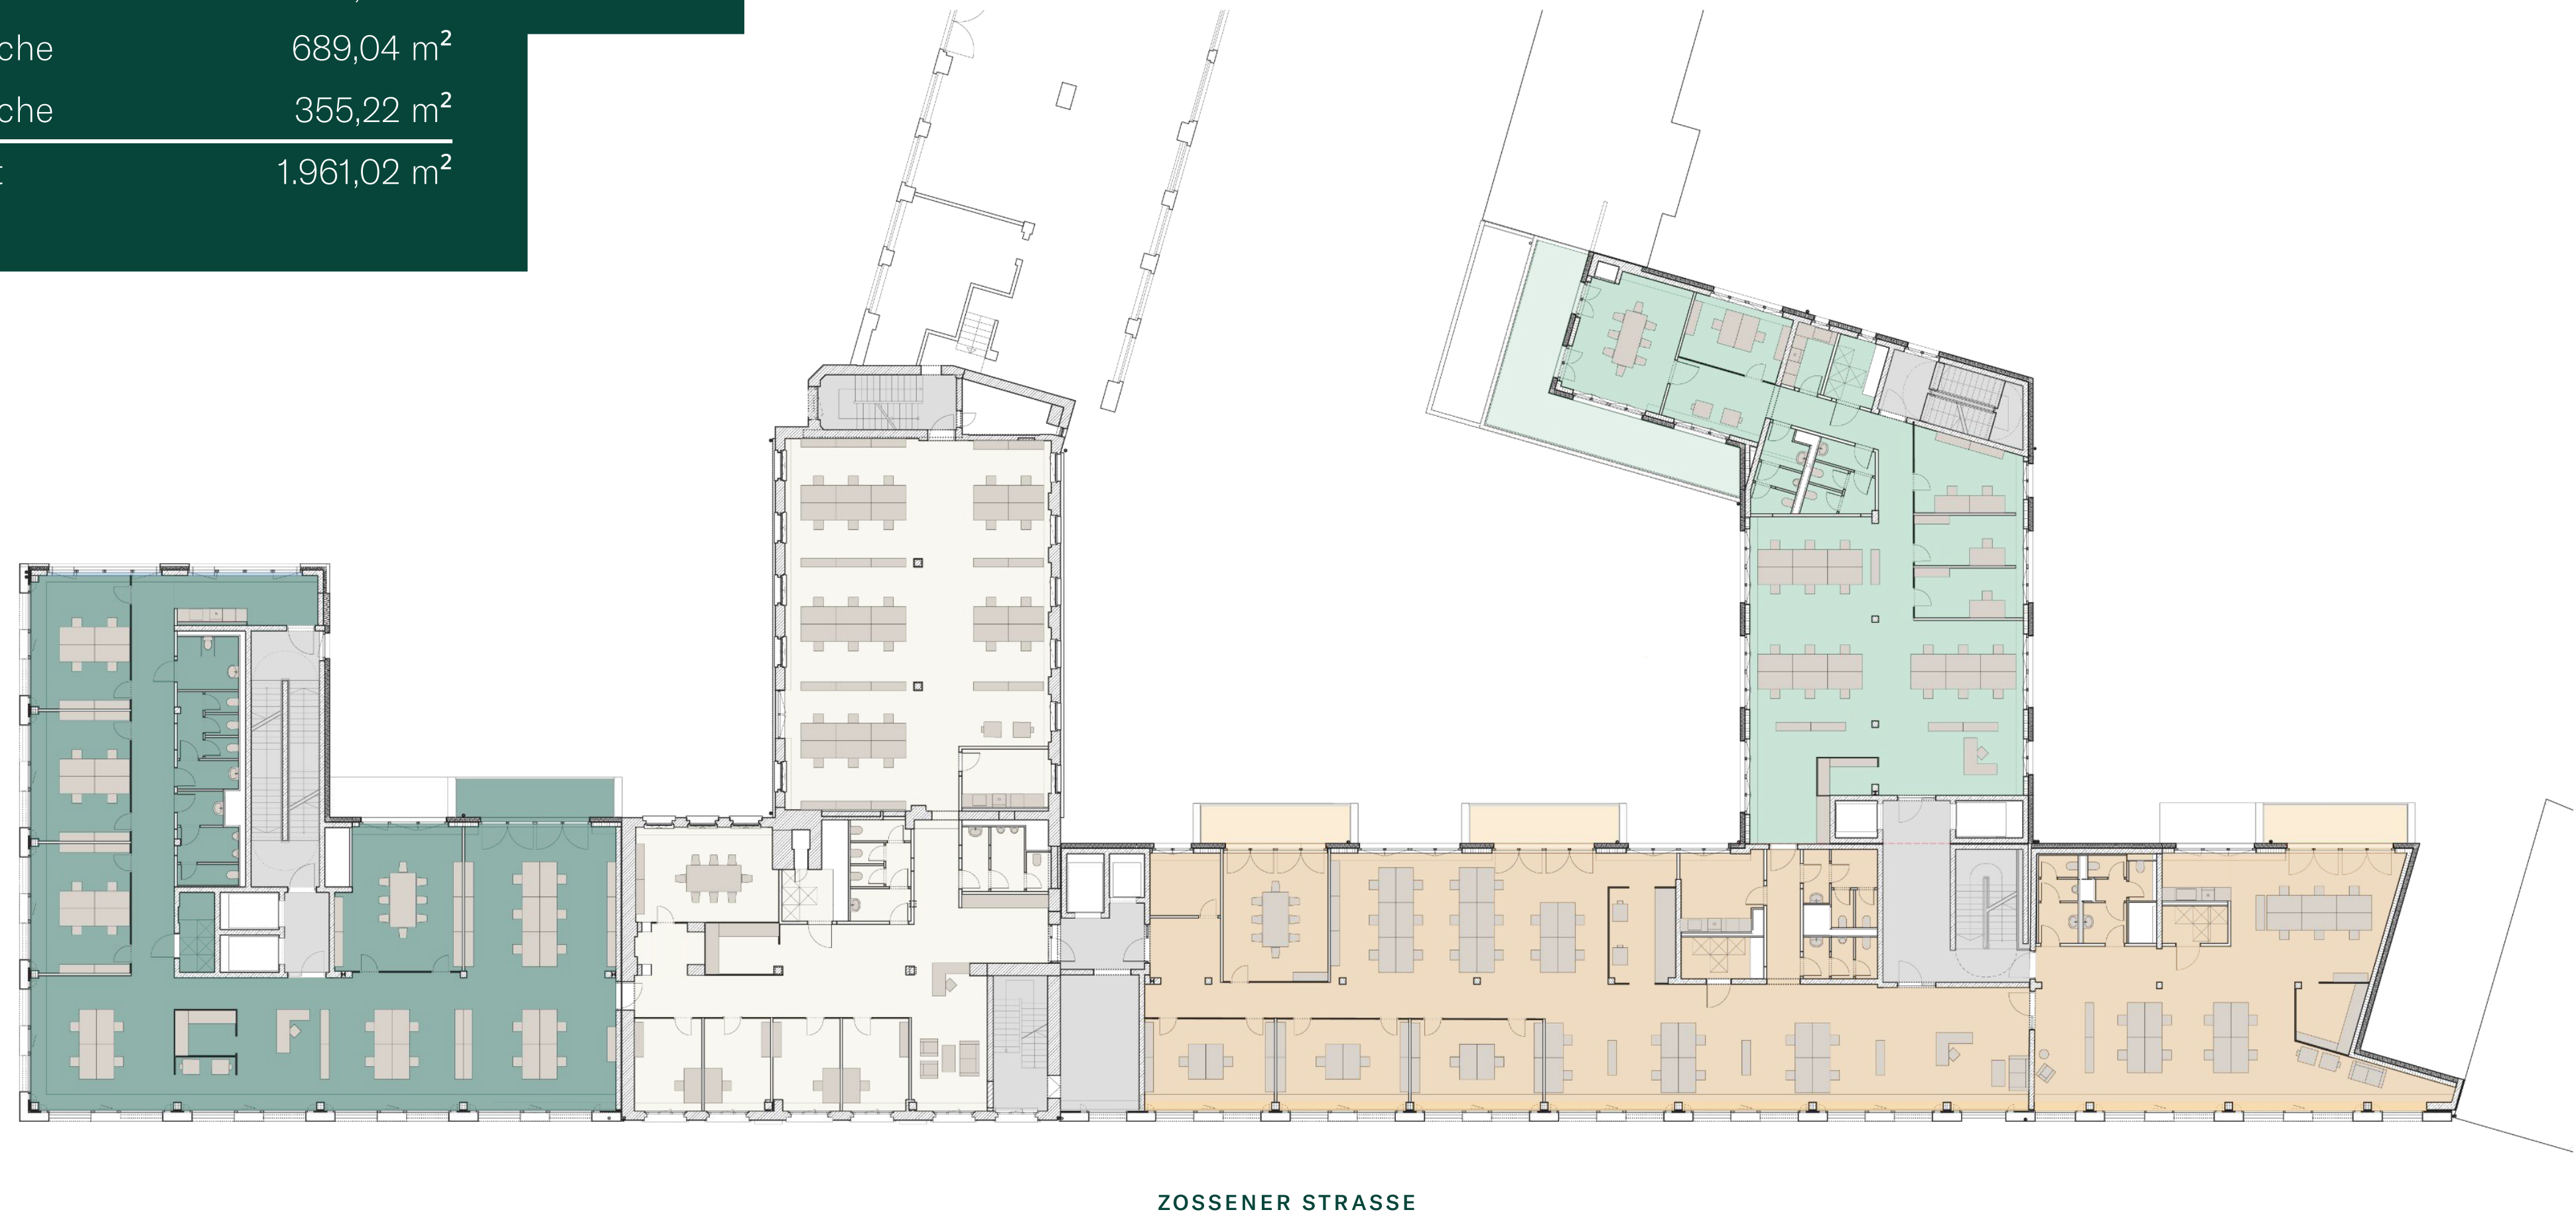 che 689,04 m²
che 355,22 m²
t 1.961,02 m²
ZOSSENER STRASSE